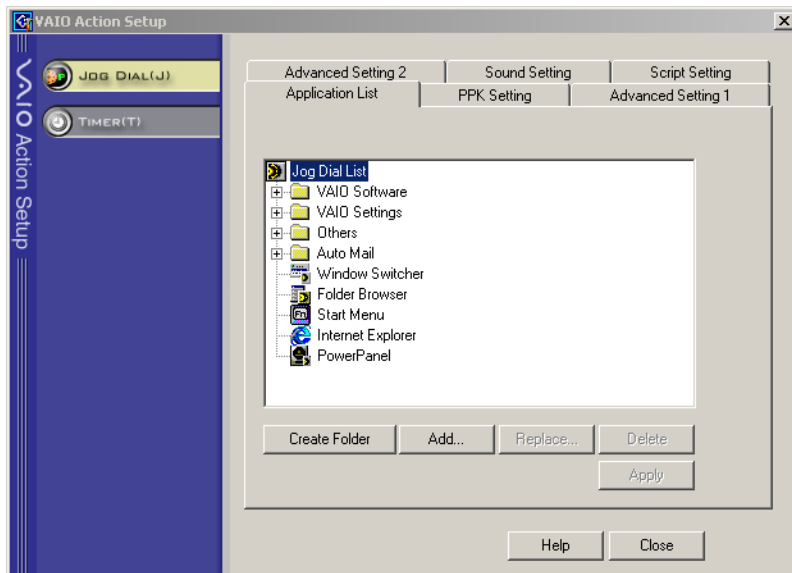 VAIO Action Setup
JOG DIAL(J)
TIMER(T)
VAIO Action Setup
Advanced Setting 2
Sound Setting
Script Setting
Application List
PPK Setting
Advanced Setting 1
Jog Dial List
VAIO Software
VAIO Settings
Others
Auto Mail
Window Switcher
Folder Browser
Start Menu
Internet Explorer
PowerPanel
Create Folder
Add...
Replace...
Delete
Apply
Help
Close